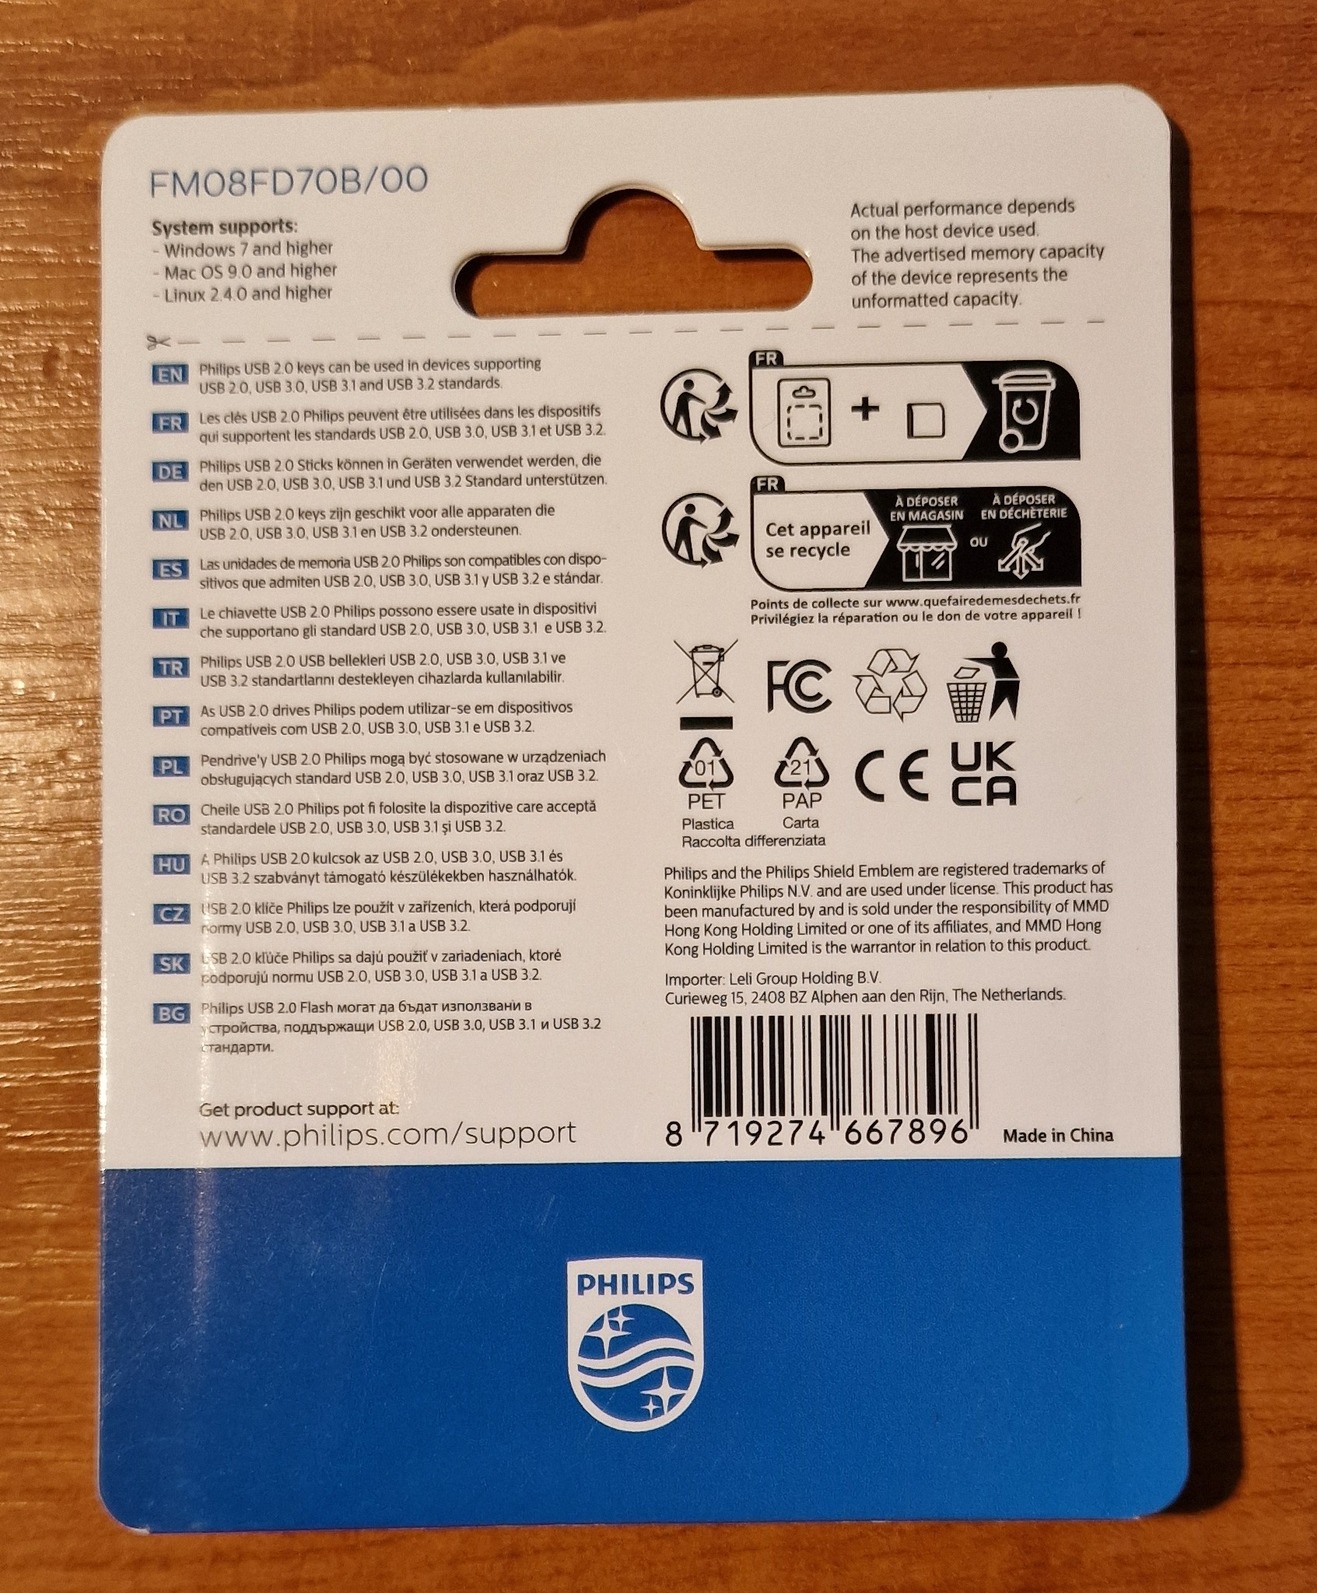 FM08FD70B/00
System supports:
- Windows 7 and higher
- Mac OS 9.0 and higher
- Linux 2.4.0 and higher
Actual performance depends
on the host device used.
The advertised memory capacity
of the device represents the
unformatted capacity.
EN Philips USB 2.0 keys can be used in devices supporting
USB 2.0, USB 3.0, USB 3.1 and USB 3.2 standards.
FR Les clés USB 2.0 Philips peuvent être utilisées dans les dispositifs
qui supportent les standards USB 2.0, USB 3.0, USB 3.1 et USB 3.2.
DE Philips USB 2.0 Sticks können in Geräten verwendet werden, die
den USB 2.0, USB 3.0, USB 3.1 und USB 3.2 Standard unterstützen.
NL Philips USB 2.0 keys zijn geschikt voor alle apparaten die
USB 2.0, USB 3.0, USB 3.1 en USB 3.2 ondersteunen.
ES Las unidades de memoria USB 2.0 Philips son compatibles con dispo-
sitivos que admiten USB 2.0, USB 3.0, USB 3.1 y USB 3.2 e stándar.
IT Le chiavette USB 2.0 Philips possono essere usate in dispositivi
che supportano gli standard USB 2.0, USB 3.0, USB 3.1 e USB 3.2.
TR Philips USB 2.0 USB bellekleri USB 2.0, USB 3.0, USB 3.1 ve
USB 3.2 standartlarını destekleyen cihazlarda kullanılabilir.
PT As USB 2.0 drives Philips podem utilizar-se em dispositivos
compatíveis com USB 2.0, USB 3.0, USB 3.1 e USB 3.2.
PL Pendrive'y USB 2.0 Philips mogą być stosowane w urządzeniach
obsługujących standard USB 2.0, USB 3.0, USB 3.1 oraz USB 3.2.
RO Cheile USB 2.0 Philips pot fi folosite la dispozitive care acceptă
standardele USB 2.0, USB 3.0, USB 3.1 și USB 3.2.
HU A Philips USB 2.0 kulcsok az USB 2.0, USB 3.0, USB 3.1 és
USB 3.2 szabványt támogató készülékekben használhatók.
CZ USB 2.0 klíče Philips lze použít v zařízeních, která podporují
normy USB 2.0, USB 3.0, USB 3.1 a USB 3.2.
SK USB 2.0 kľúče Philips sa dajú použiť v zariadeniach, ktoré
podporujú normu USB 2.0, USB 3.0, USB 3.1 a USB 3.2.
BG Philips USB 2.0 Flash могат да бъдат използвани в
устройства, поддържащи USB 2.0, USB 3.0, USB 3.1 и USB 3.2
стандарти.
Get product support at:
www.philips.com/support
FR
FR
Cet appareil
se recycle
À DÉPOSER
EN MAGASIN
OU
À DÉPOSER
EN DÉCHÈTERIE
Points de collecte sur www.quefairedemesdechets.fr
Privilégiez la réparation ou le don de votre appareil !
FC
01
PET
Plastica
21
PAP
Carta
Raccolta differenziata
CE
UK
CA
Philips and the Philips Shield Emblem are registered trademarks of
Koninklijke Philips N.V. and are used under license. This product has
been manufactured by and is sold under the responsibility of MMD
Hong Kong Holding Limited or one of its affiliates, and MMD Hong
Kong Holding Limited is the warrantor in relation to this product.
Importer: Leli Group Holding B.V.
Curieweg 15, 2408 BZ Alphen aan den Rijn, The Netherlands.
8 719274 667896
Made in China
PHILIPS